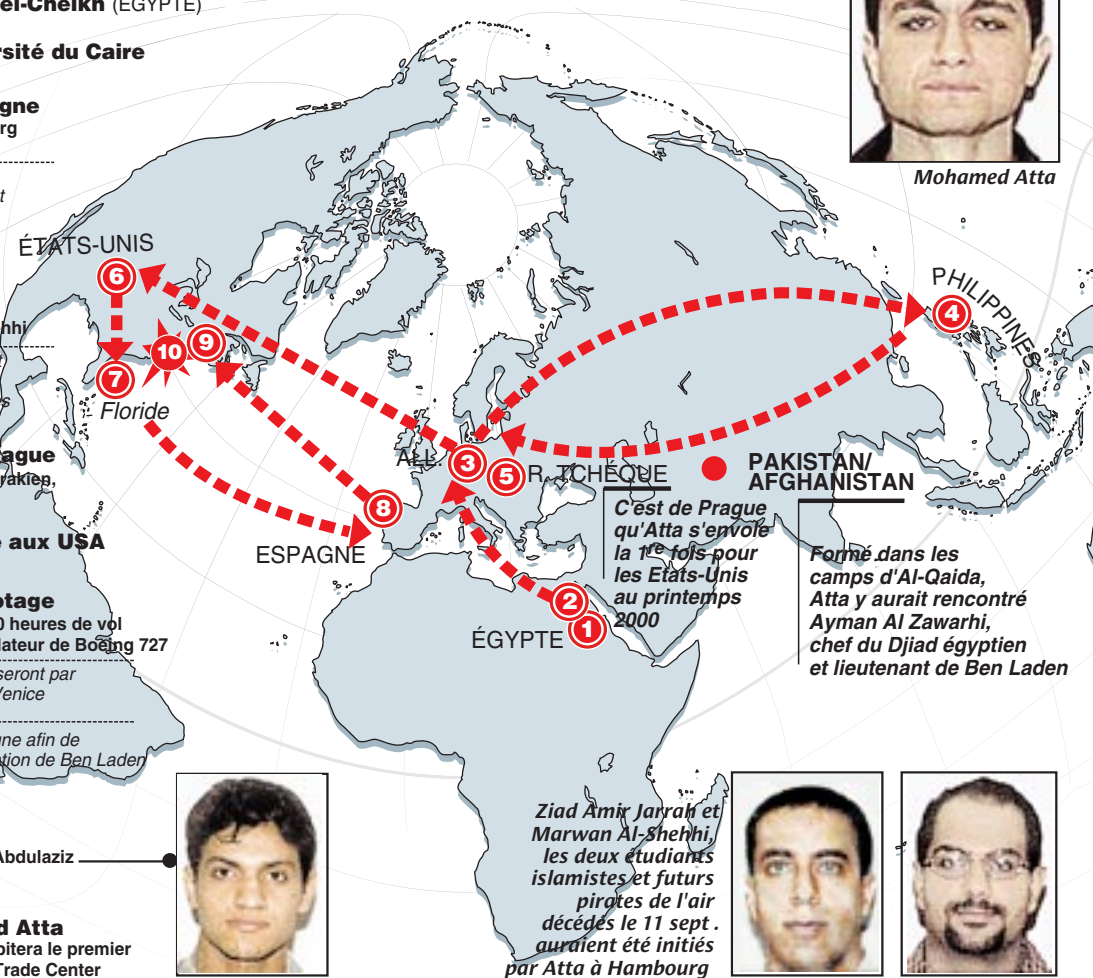 el-Cheikh (ÉGYPTE)
rsité du Caire
gne
rg
t
hhi
s
ague
rakien,
e aux USA
otage
0 heures de vol
lateur de Boeing 727
seront par
Venice
gne afin de
tion de Ben Laden
Abdulaziz
d Atta
pitera le premier
Trade Center
Mohamed Atta
ÉTATS-UNIS
6
10
9
7
Floride
PHILIPPINES
4
ALL.
3
5
R. TCHÈQUE
8
ESPAGNE
2
1
ÉGYPTE
C'est de Prague
qu'Atta s'envole
la 1re fois pour
les Etats-Unis
au printemps
2000
PAKISTAN/
AFGHANISTAN
Formé dans les
camps d'Al-Qaida,
Atta y aurait rencontré
Ayman Al Zawarhi,
chef du Djiad égyptien
et lieutenant de Ben Laden
Ziad Amir Jarrah et
Marwan Al-Shehhi,
les deux étudiants
islamistes et futurs
pirates de l'air
décédés le 11 sept .
auraient été initiés
par Atta à Hambourg